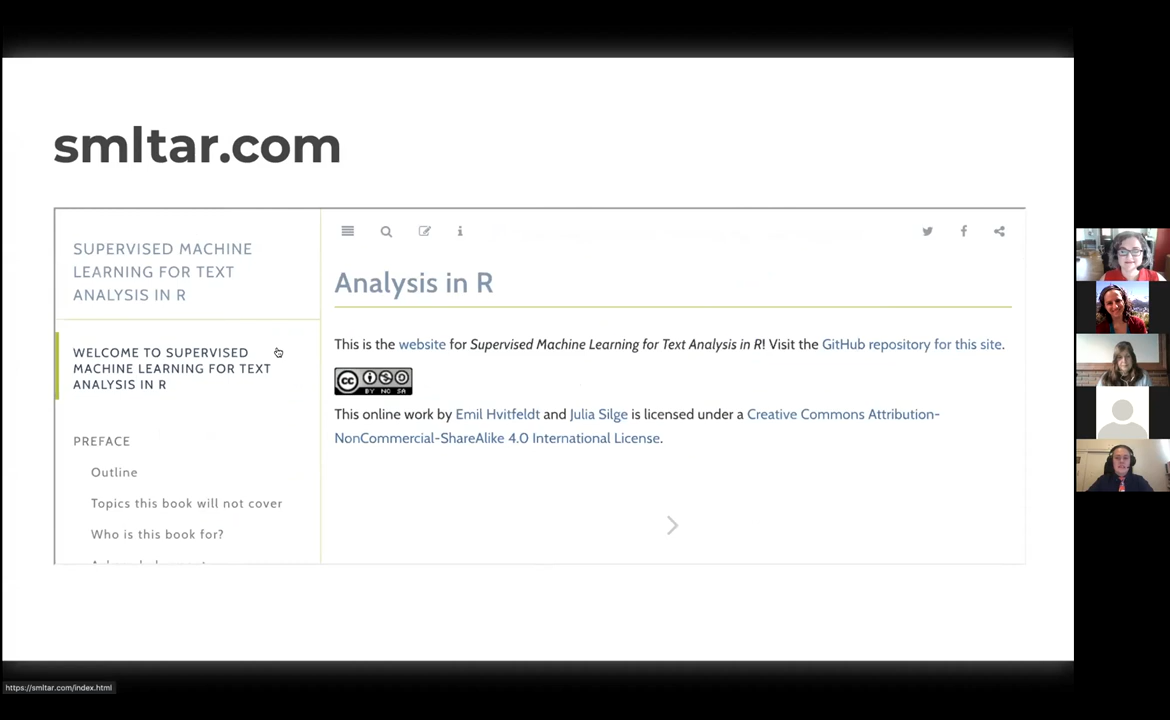 smltar.com
SUPERVISED MACHINE
LEARNING FOR TEXT
ANALYSIS IN R
WELCOME TO SUPERVISED
MACHINE LEARNING FOR TEXT
ANALYSIS IN R
PREFACE
Outline
Topics this book will not cover
Who is this book for?
Analysis in R
This is the website for Supervised Machine Learning for Text Analysis in R! Visit the GitHub repository for this site.
CC BY NC SA
This online work by Emil Hvitfeldt and Julia Silge is licensed under a Creative Commons Attribution-
NonCommercial-ShareAlike 4.0 International License.
https://smltar.com/index.html